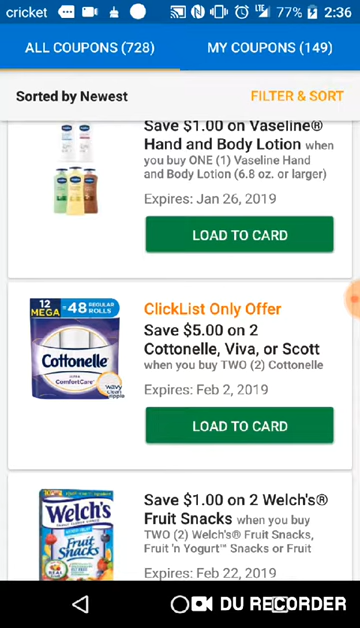 cricket 77% 2:36
ALL COUPONS (728) MY COUPONS (149)
Sorted by Newest FILTER & SORT
Save $1.00 on Vaseline®
Hand and Body Lotion when
you buy ONE (1) Vaseline Hand
and Body Lotion (6.8 oz. or larger)
Expires: Jan 26, 2019
LOAD TO CARD
12 MEGA = 48 REGULAR ROLLS
Cottonelle
ULTRA
ComfortCare
ClickList Only Offer
Save $5.00 on 2
Cottonelle, Viva, or Scott
when you buy TWO (2) Cottonelle
Expires: Feb 2, 2019
LOAD TO CARD
Welch's
Fruit
Snacks
Save $1.00 on 2 Welch's®
Fruit Snacks when you buy
TWO (2) Welch's® Fruit Snacks,
Fruit 'n Yogurt™ Snacks or Fruit
Expires: Feb 22, 2019
DU RECORDER